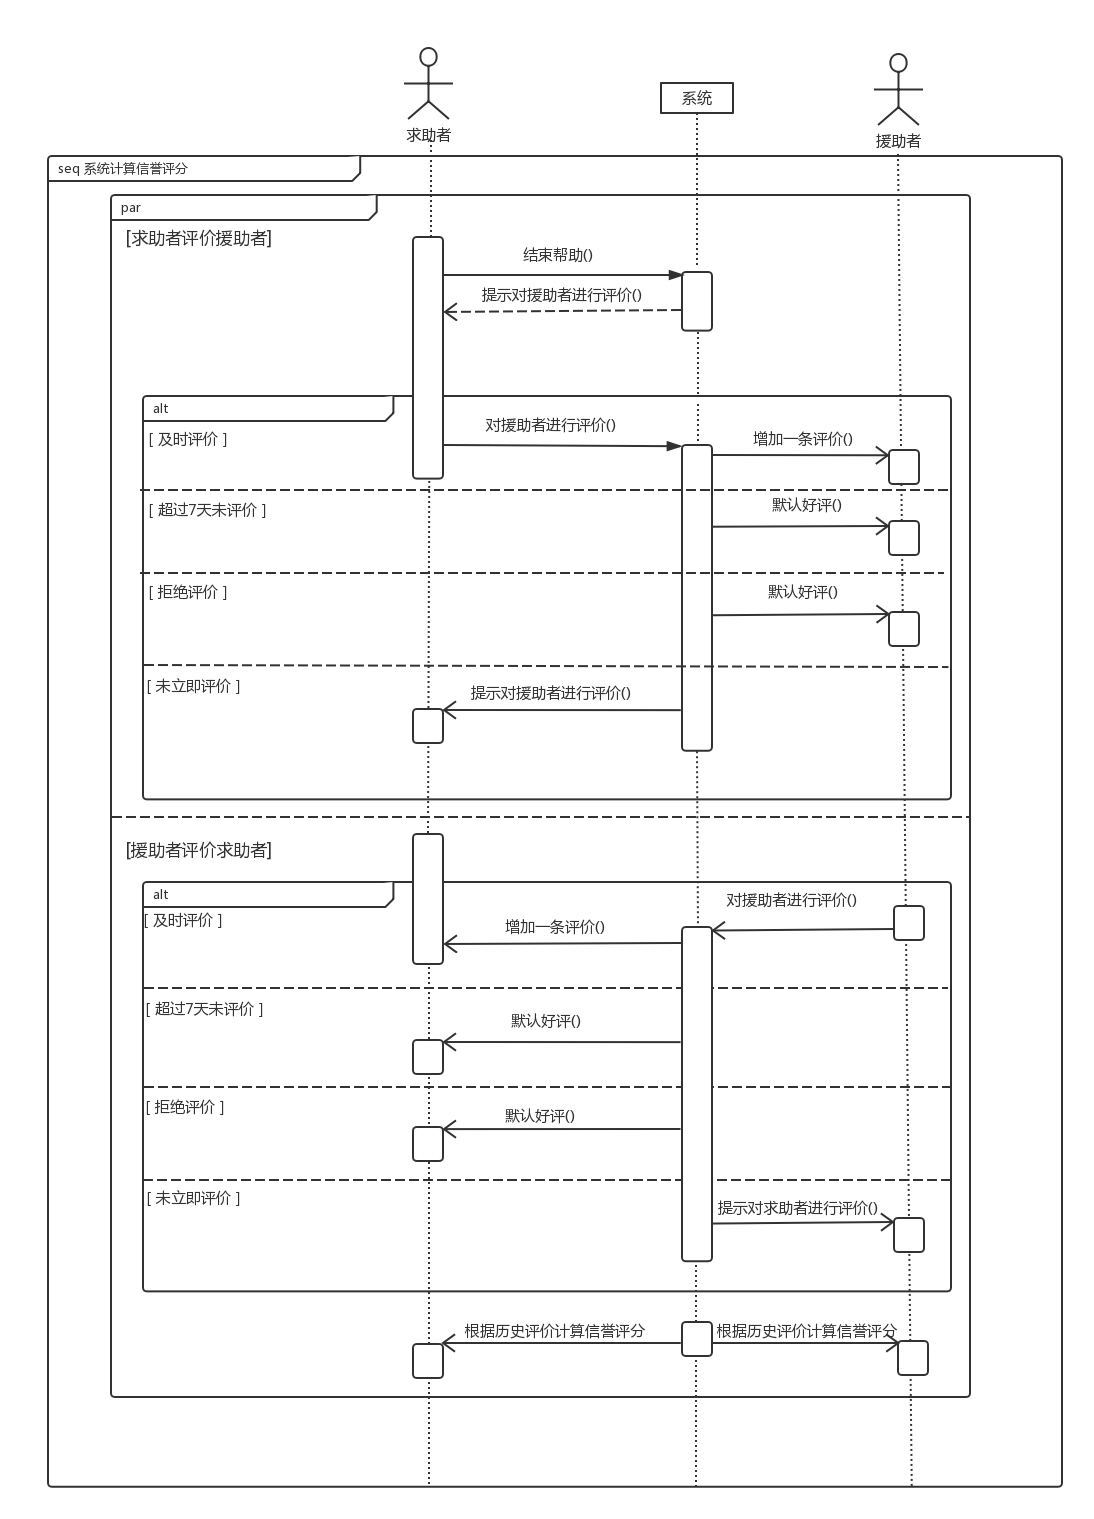 求助者
系统
援助者
seq 系统计算信誉评分
par
[求助者评价援助者]
结束帮助()
提示对援助者进行评价()
alt
[ 及时评价 ]
对援助者进行评价()
增加一条评价()
[ 超过7天未评价 ]
默认好评()
[ 拒绝评价 ]
默认好评()
[ 未立即评价 ]
提示对援助者进行评价()
[援助者评价求助者]
alt
[ 及时评价 ]
对援助者进行评价()
增加一条评价()
[ 超过7天未评价 ]
默认好评()
[ 拒绝评价 ]
默认好评()
[ 未立即评价 ]
提示对求助者进行评价()
根据历史评价计算信誉评分
根据历史评价计算信誉评分